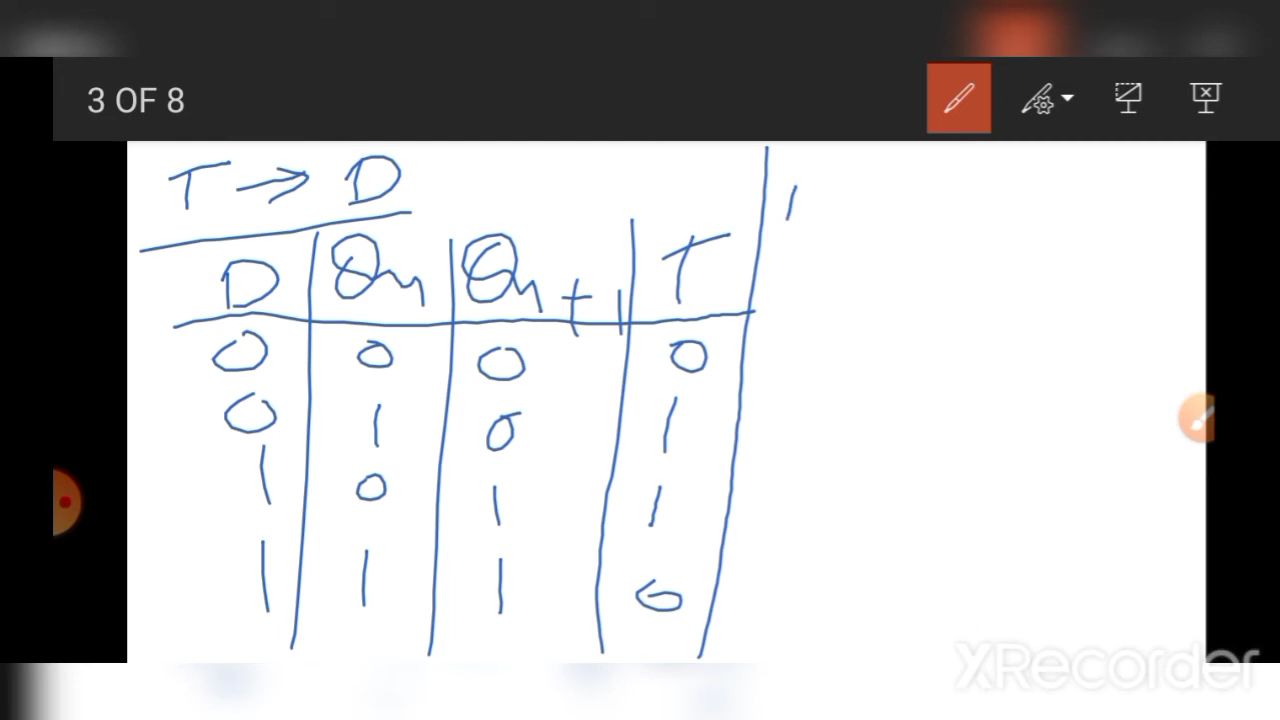 3 OF 8
T → D
D Qn Qn+1 T
0 0 0 0
0 1 0 1
1 0 1 1
1 1 1 0
XRecorder